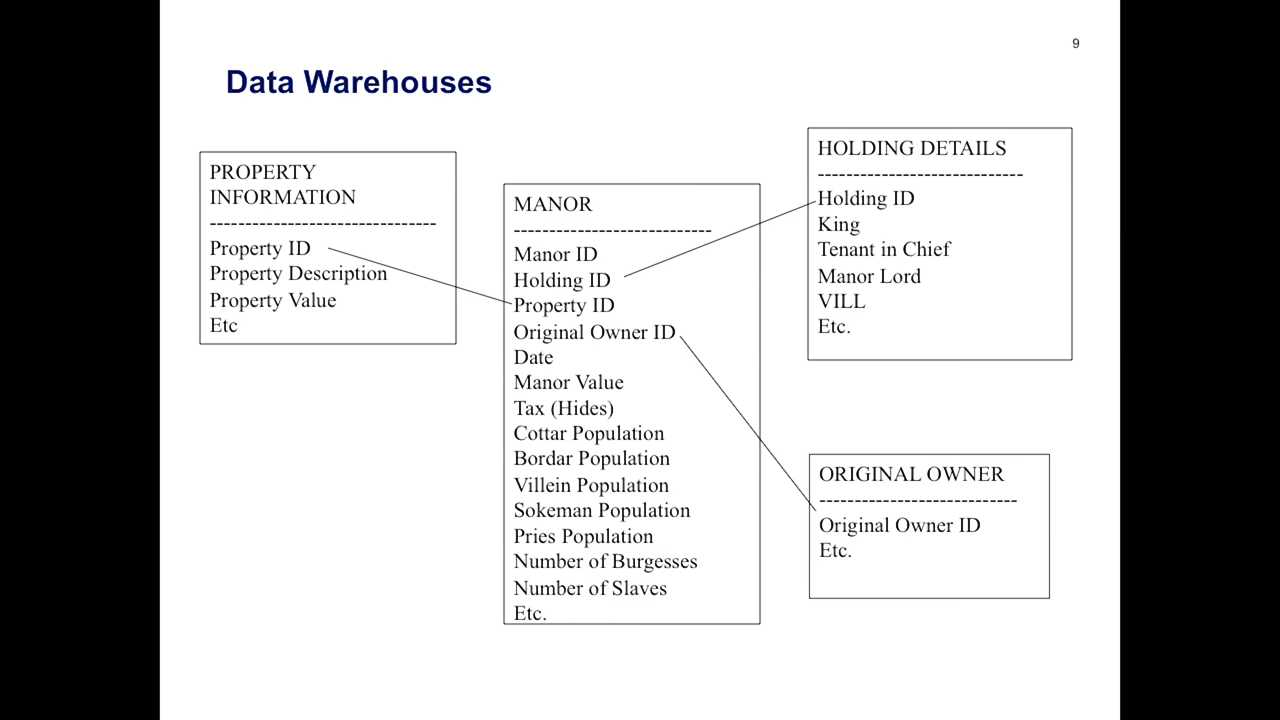 9
Data Warehouses
PROPERTY
INFORMATION
--------------------------------
Property ID
Property Description
Property Value
Etc
MANOR
----------------------------
Manor ID
Holding ID
Property ID
Original Owner ID
Date
Manor Value
Tax (Hides)
Cottar Population
Bordar Population
Villein Population
Sokeman Population
Pries Population
Number of Burgesses
Number of Slaves
Etc.
HOLDING DETAILS
-----------------------------
Holding ID
King
Tenant in Chief
Manor Lord
VILL
Etc.
ORIGINAL OWNER
----------------------------
Original Owner ID
Etc.